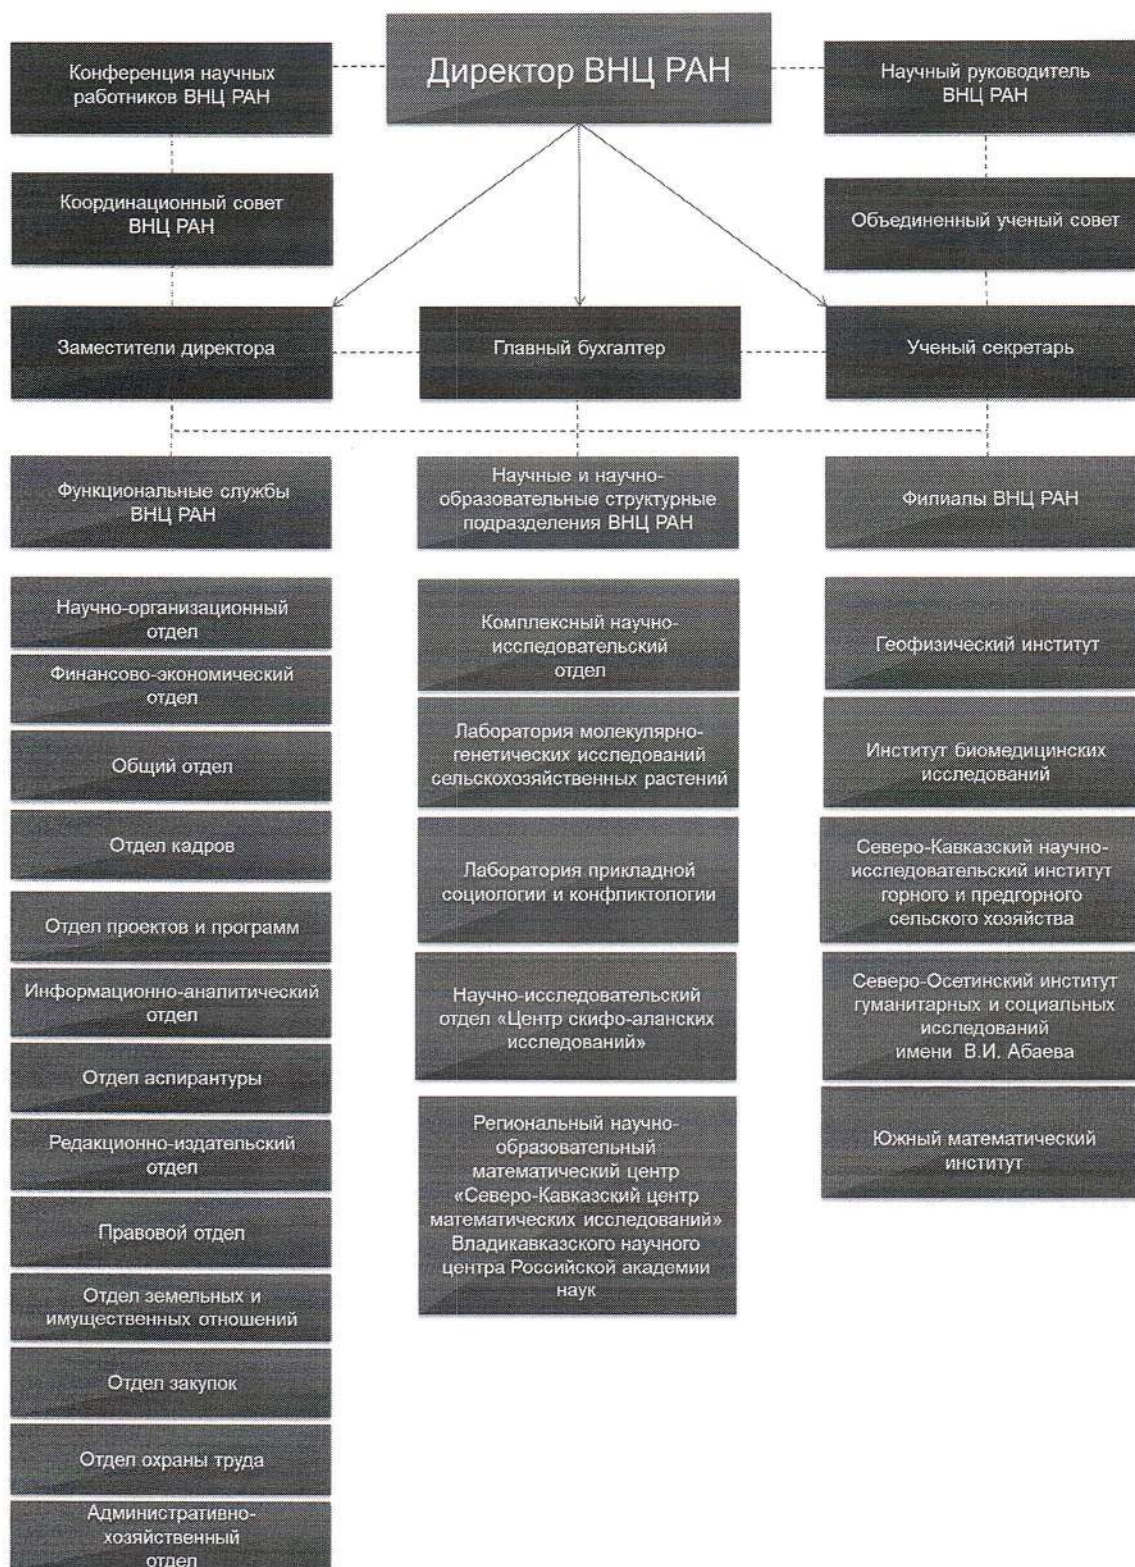 Директор ВНЦ РАН
Конференция научных
работников ВНЦ РАН
Научный руководитель
ВНЦ РАН
Координационный совет
ВНЦ РАН
Объединенный ученый совет
Заместители директора
Главный бухгалтер
Ученый секретарь
Функциональные службы
ВНЦ РАН
Научно-организационный
отдел
Финансово-экономический
отдел
Общий отдел
Отдел кадров
Отдел проектов и программ
Информационно-аналитический
отдел
Отдел аспирантуры
Редакционно-издательский
отдел
Правовой отдел
Отдел земельных и
имущественных отношений
Отдел закупок
Отдел охраны труда
Административно-
хозяйственный
отдел
Научные и научно-
образовательные структурные
подразделения ВНЦ РАН
Комплексный научно-
исследовательский
отдел
Лаборатория молекулярно-
генетических исследований
сельскохозяйственных растений
Лаборатория прикладной
социологии и конфликтологии
Научно-исследовательский
отдел «Центр скифо-аланских
исследований»
Региональный научно-
образовательный
математический центр
«Северо-Кавказский центр
математических исследований»
Владикавказского научного
центра Российской академии
наук
Филиалы ВНЦ РАН
Геофизический институт
Институт биомедицинских
исследований
Северо-Кавказский научно-
исследовательский институт
горного и предгорного
сельского хозяйства
Северо-Осетинский институт
гуманитарных и социальных
исследований
имени В.И. Абаева
Южный математический
институт